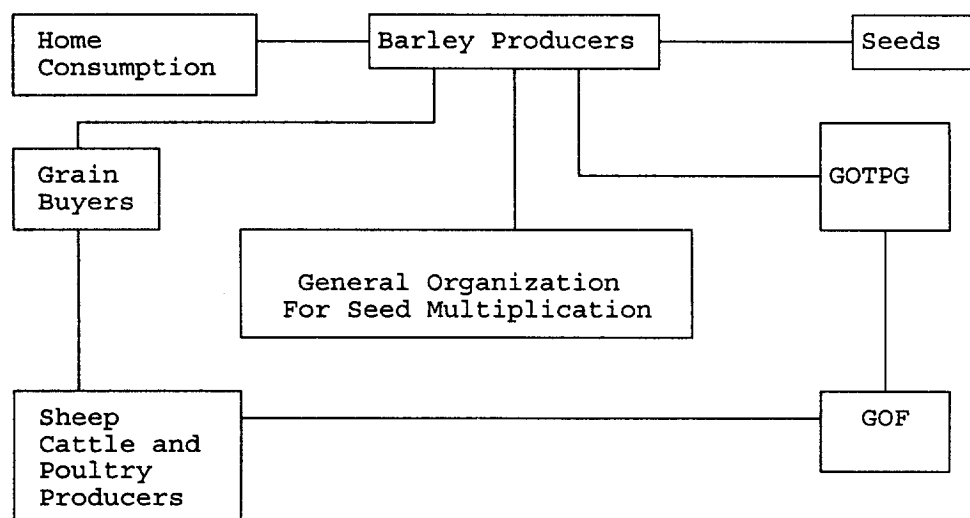 Home
Consumption
Barley Producers
Seeds
Grain
Buyers
GOTPG
General Organization
For Seed Multiplication
Sheep
Cattle and
Poultry
Producers
GOF